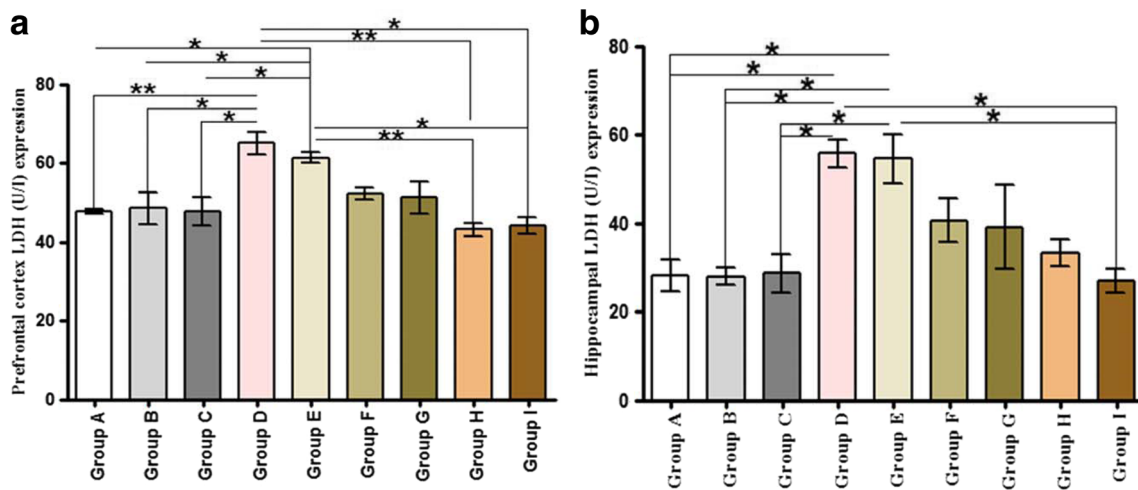 a
Prefrontal cortex LDH (U/I) expression
80
60
40
20
0
*
**
*
*
*
**
*
*
*
**
Group A
Group B
Group C
Group D
Group E
Group F
Group G
Group H
Group I
b
Hippocampal LDH (U/I) expression
80
60
40
20
0
*
*
*
*
*
*
*
*
Group A
Group B
Group C
Group D
Group E
Group F
Group G
Group H
Group I